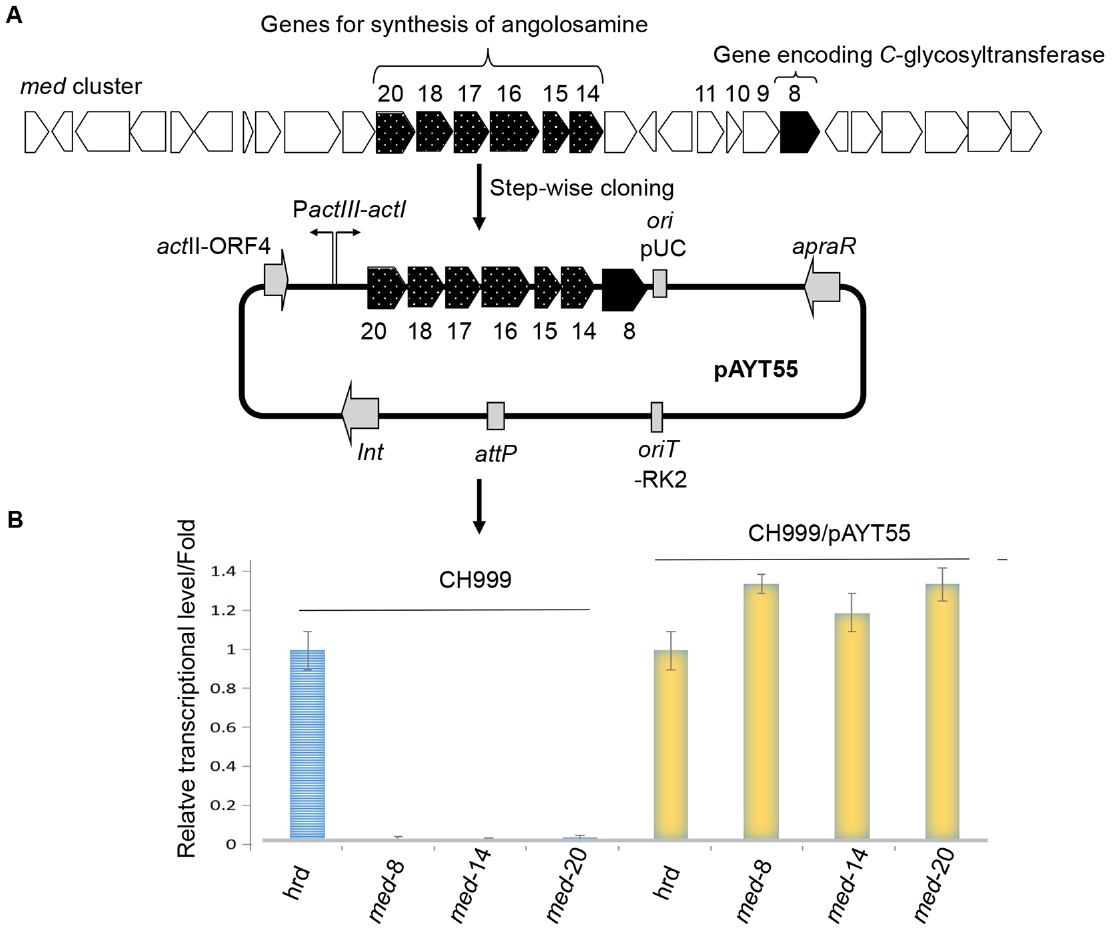 A
Genes for synthesis of angolosamine
Gene encoding C-glycosyltransferase
med cluster
20 18 17 16 15 14 11 10 9 8
Step-wise cloning
PactIII-actI
ori
pUC
actII-ORF4
apraR
20 18 17 16 15 14 8
pAYT55
Int
attP
oriT
-RK2
B
CH999/pAYT55
CH999
Relatve transcriptional level/Fold
1.4
1.2
1
0.8
0.6
0.4
0.2
0
hrd med-8 med-14 med-20 hrd med-8 med-14 med-20